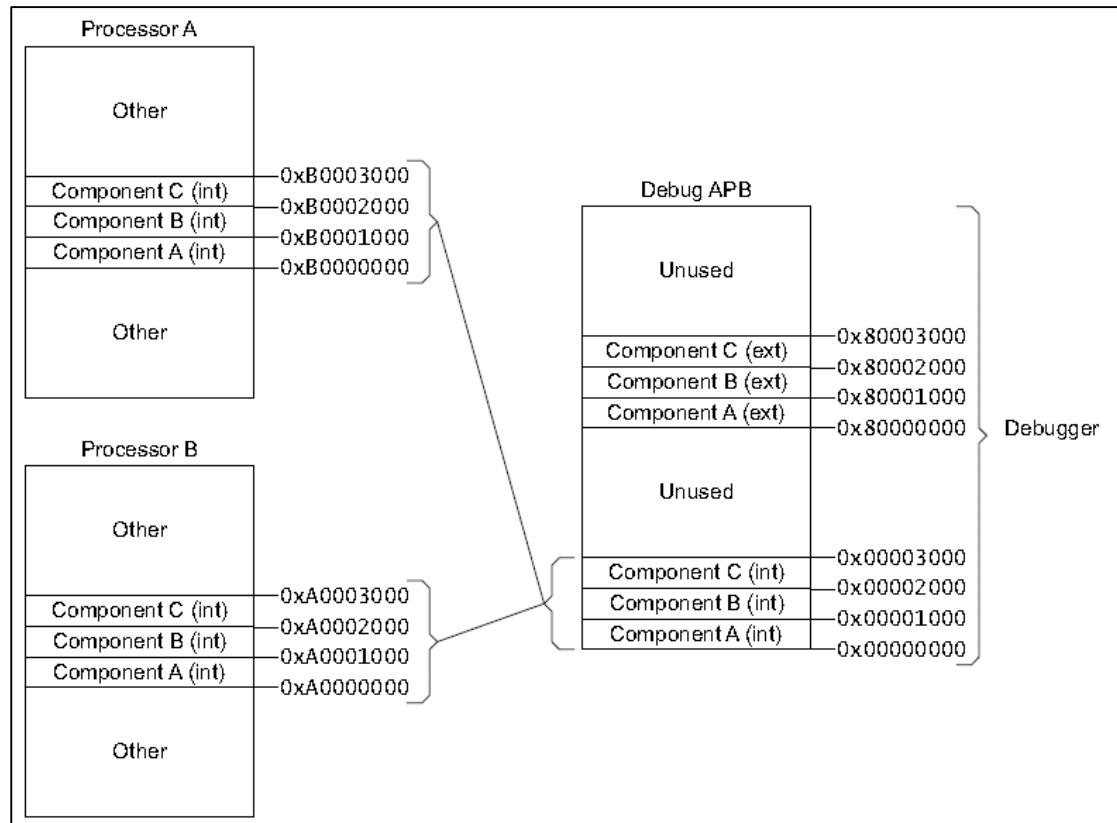 Processor A
Other
0xB0003000
Component C (int)
0xB0002000
Component B (int)
0xB0001000
Component A (int)
0xB0000000
Other
Processor B
Other
0xA0003000
Component C (int)
0xA0002000
Component B (int)
0xA0001000
Component A (int)
0xA0000000
Other
Debug APB
Unused
0x80003000
Component C (ext)
0x80002000
Component B (ext)
0x80001000
Component A (ext)
0x80000000
Unused
0x00003000
Component C (int)
0x00002000
Component B (int)
0x00001000
Component A (int)
0x00000000
Debugger